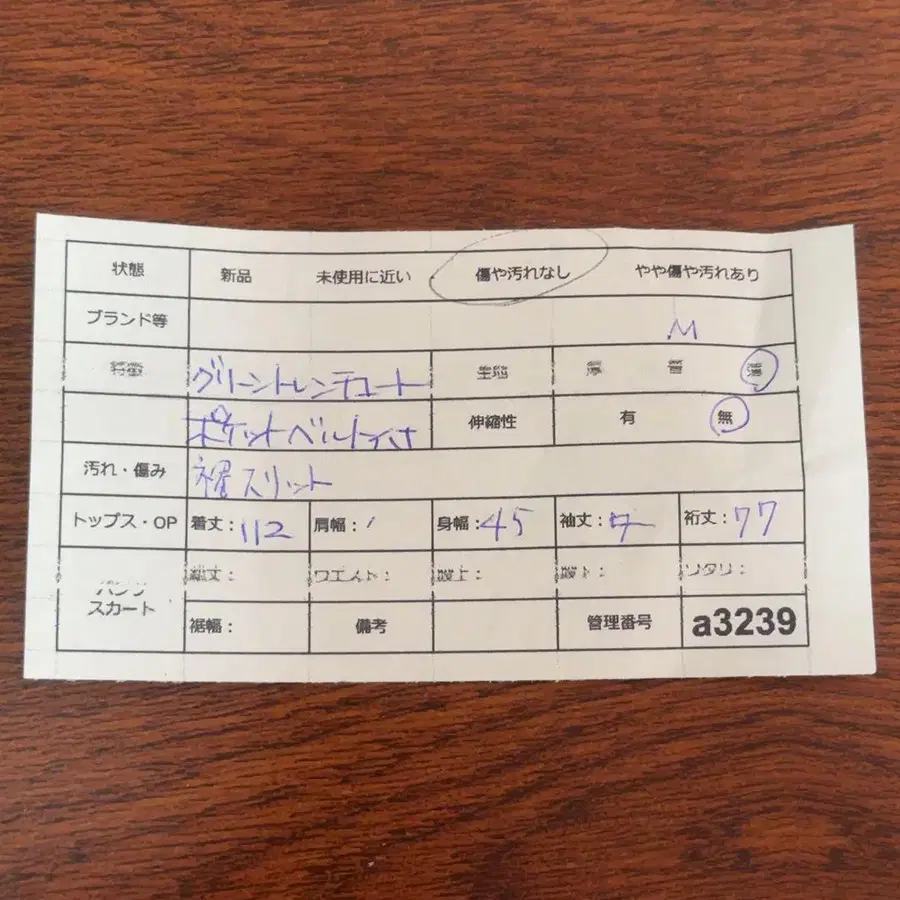 状態 新品 未使用に近い 傷や汚れなし やや傷や汚れあり
ブランド等 M
特徴 グリーントレンチコート 生地 厚 普 薄
ポケットベルト付き 伸縮性 有 無
汚れ・傷み 裾スリット
トップス・OP 着丈: 112 肩幅: / 身幅: 45 袖丈: 裄丈: 77
パンツ 総丈: ウエスト: 股上: 股下: ワタリ:
スカート 裾幅: 備考 管理番号 a3239